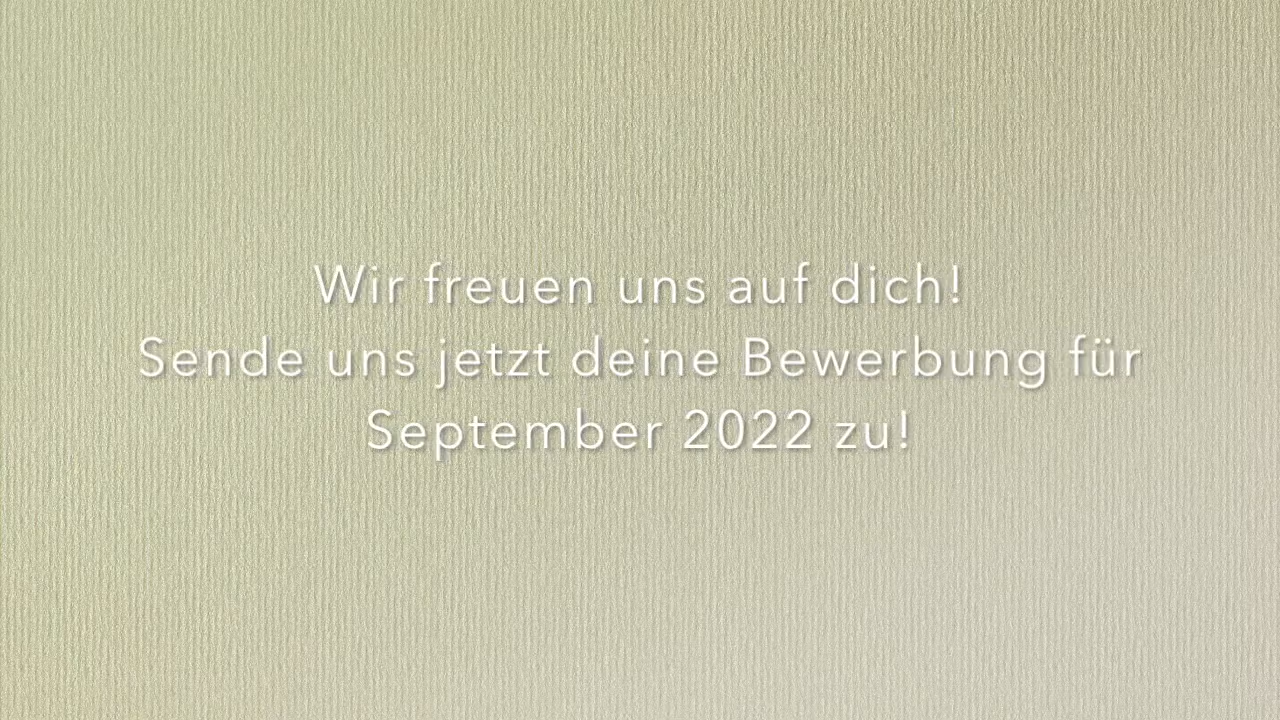 Wir freuen uns auf dich!
Sende uns jetzt deine Bewerbung für
September 2022 zu!